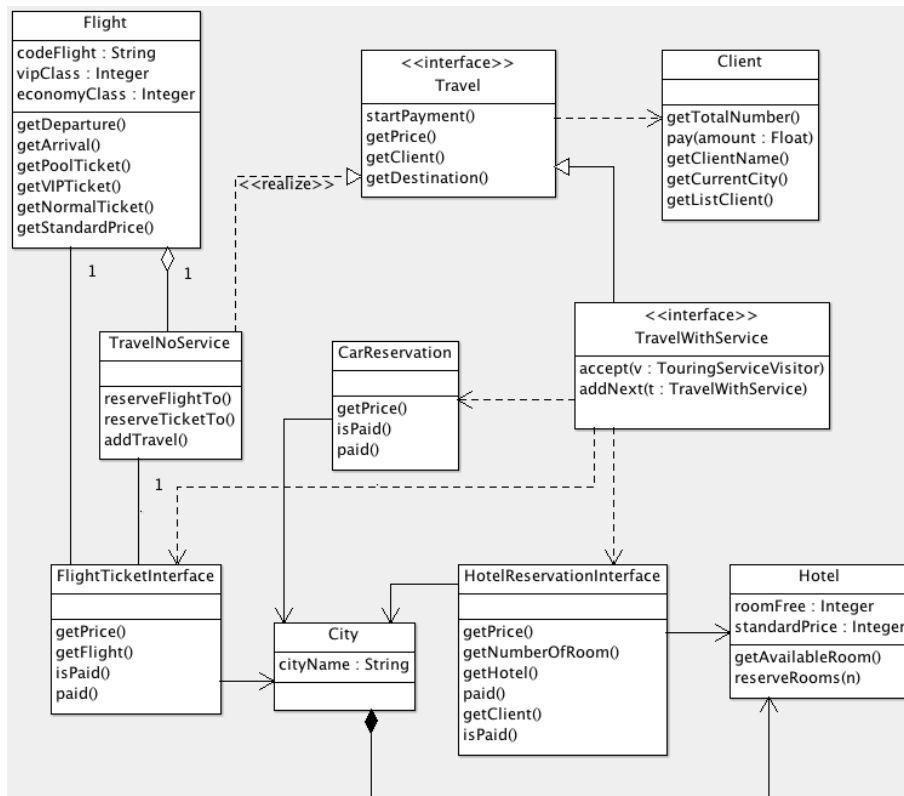 Flight
codeFlight : String
vipClass : Integer
economyClass : Integer
getDeparture()
getArrival()
getPoolTicket()
getVIPTicket()
getNormalTicket()
getStandardPrice()
<<interface>>
Travel
startPayment()
getPrice()
getClient()
getDestination()
Client
getTotalNumber()
pay(amount : Float)
getClientName()
getCurrentCity()
getListClient()
<<realize>>
1
1
TravelNoService
reserveFlightTo()
reserveTicketTo()
addTravel()
CarReservation
getPrice()
isPaid()
paid()
<<interface>>
TravelWithService
accept(v : TouringServiceVisitor)
addNext(t : TravelWithService)
1
FlightTicketInterface
getPrice()
getFlight()
isPaid()
paid()
City
cityName : String
HotelReservationInterface
getPrice()
getNumberOfRoom()
getHotel()
paid()
getClient()
isPaid()
Hotel
roomFree : Integer
standardPrice : Integer
getAvailableRoom()
reserveRooms(n)